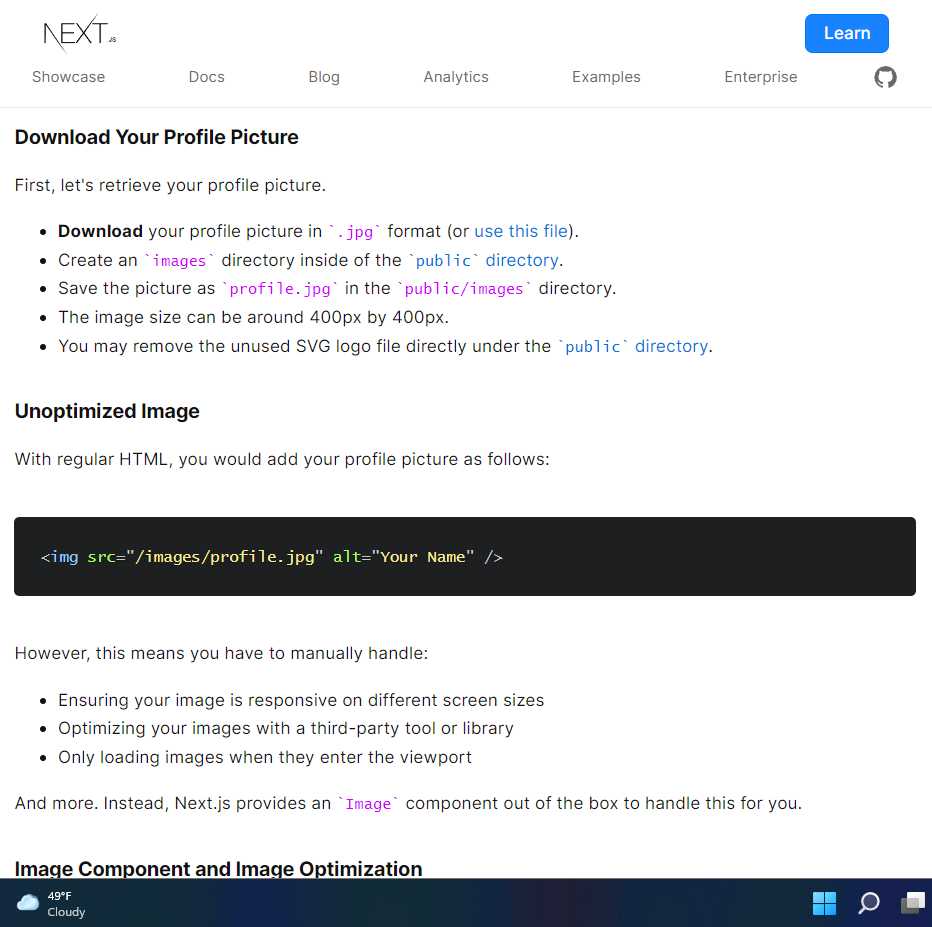 NEXT.JS
Learn
Showcase Docs Blog Analytics Examples Enterprise
Download Your Profile Picture
First, let's retrieve your profile picture.
• Download your profile picture in `.jpg` format (or use this file).
• Create an `images` directory inside of the `public` directory.
• Save the picture as `profile.jpg` in the `public/images` directory.
• The image size can be around 400px by 400px.
• You may remove the unused SVG logo file directly under the `public` directory.
Unoptimized Image
With regular HTML, you would add your profile picture as follows:
<img src="/images/profile.jpg" alt="Your Name" />
However, this means you have to manually handle:
• Ensuring your image is responsive on different screen sizes
• Optimizing your images with a third-party tool or library
• Only loading images when they enter the viewport
And more. Instead, Next.js provides an `Image` component out of the box to handle this for you.
Image Component and Image Optimization
49°F
Cloudy